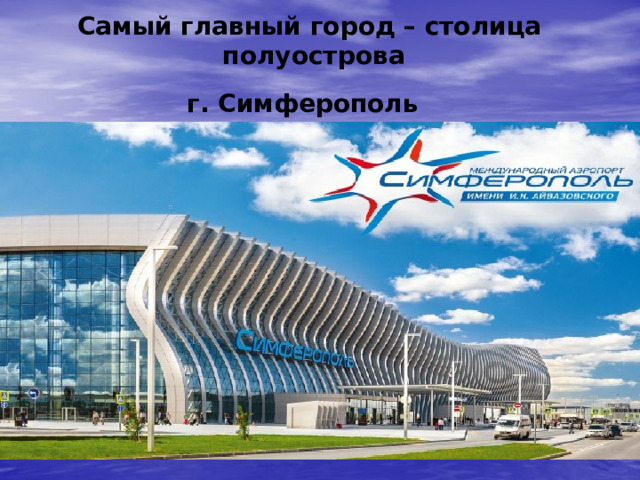 Самый главный город – столица
полуострова
г. Симферополь
МЕЖДУНАРОДНЫЙ АЭРОПОРТ
СИМФЕРОПОЛЬ
ИМЕНИ И.К. АЙВАЗОВСКОГО
СИМФЕРОПОЛЬ